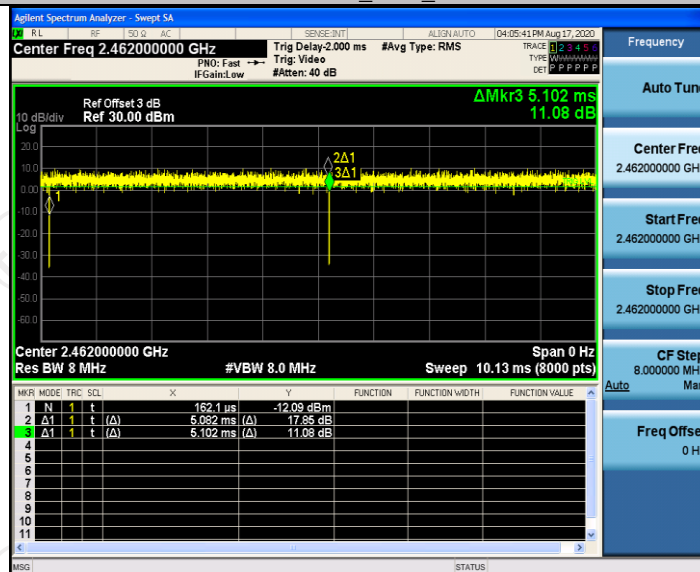 Agilent Spectrum Analyzer - Swept SA
RL RF 50 Ω AC SENSE:INT ALIGN AUTO 04:05:41 PM Aug 17, 2020
Center Freq 2.462000000 GHz
PNO: Fast
IFGain:Low
Trig Delay-2.000 ms
Trig: Video
#Atten: 40 dB
#Avg Type: RMS
TRACE 1 2 3 4 5 6
TYPE W
DET P P P P P P
ΔMkr3 5.102 ms
11.08 dB
Ref Offset 3 dB
10 dB/div Ref 30.00 dBm
Log
20.0
10.0
0.00
-10.0
-20.0
-30.0
-40.0
-50.0
-60.0
1
2Δ1
3Δ1
Center 2.462000000 GHz Span 0 Hz
Res BW 8 MHz #VBW 8.0 MHz Sweep 10.13 ms (8000 pts)
MKR MODE TRC SCL X Y FUNCTION FUNCTION WIDTH FUNCTION VALUE
1 N 1 t 162.1 µs -12.09 dBm
2 Δ1 1 t (Δ) 5.082 ms (Δ) 17.85 dB
3 Δ1 1 t (Δ) 5.102 ms (Δ) 11.08 dB
4
5
6
7
8
9
10
11
MSG STATUS
Frequency
Auto Tun
Center Fre
2.462000000 GH
Start Fre
2.462000000 GH
Stop Fre
2.462000000 GH
CF Ste
8.000000 MH
Auto Ma
Freq Offse
0 H